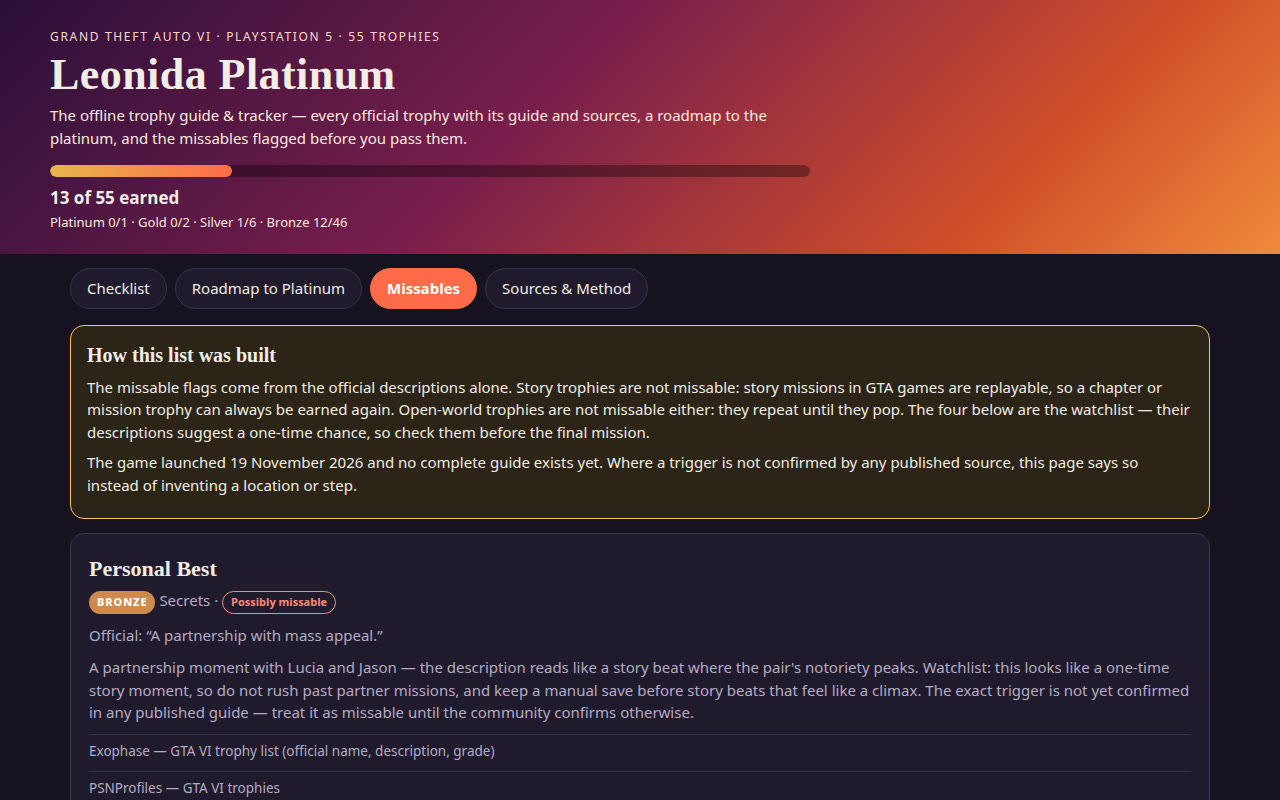 GRAND THEFT AUTO VI · PLAYSTATION 5 · 55 TROPHIES
Leonida Platinum
The offline trophy guide & tracker — every official trophy with its guide and sources, a roadmap to the
platinum, and the missables flagged before you pass them.
13 of 55 earned
Platinum 0/1 · Gold 0/2 · Silver 1/6 · Bronze 12/46
Checklist
Roadmap to Platinum
Missables
Sources & Method
How this list was built
The missable flags come from the official descriptions alone. Story trophies are not missable: story missions in GTA games are replayable, so a chapter or
mission trophy can always be earned again. Open-world trophies are not missable either: they repeat until they pop. The four below are the watchlist — their
descriptions suggest a one-time chance, so check them before the final mission.
The game launched 19 November 2026 and no complete guide exists yet. Where a trigger is not confirmed by any published source, this page says so
instead of inventing a location or step.
Personal Best
BRONZE Secrets · Possibly missable
Official: “A partnership with mass appeal.”
A partnership moment with Lucia and Jason — the description reads like a story beat where the pair's notoriety peaks. Watchlist: this looks like a one-time
story moment, so do not rush past partner missions, and keep a manual save before story beats that feel like a climax. The exact trigger is not yet confirmed
in any published guide — treat it as missable until the community confirms otherwise.
Exophase — GTA VI trophy list (official name, description, grade)
PSNProfiles — GTA VI trophies